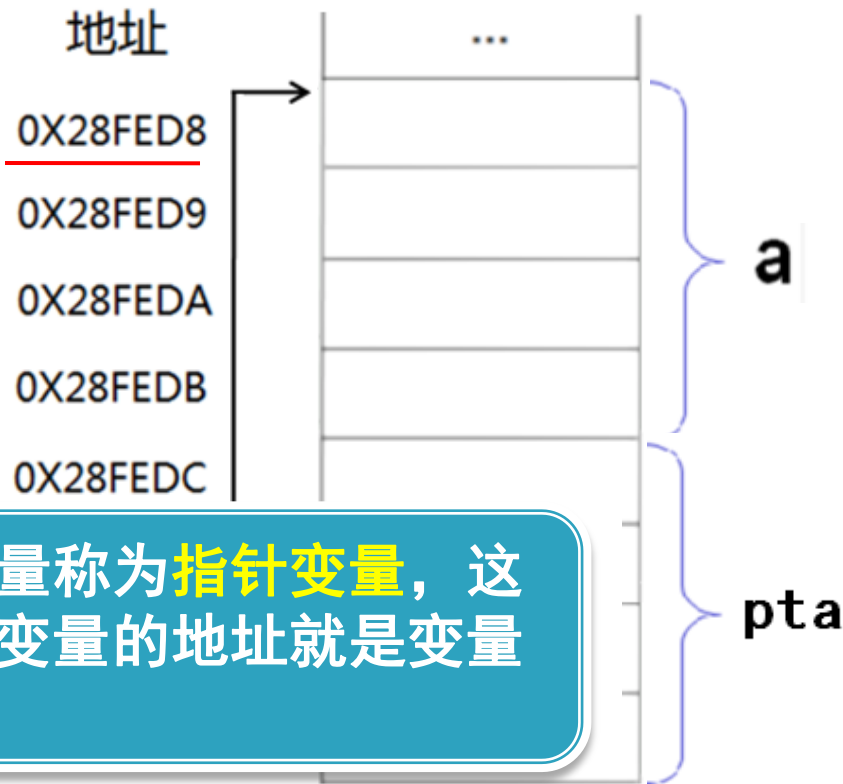 地址
...
0X28FED8
0X28FED9
0X28FEDA
0X28FEDB
0X28FEDC
a
pta
量称为指针变量，这
变量的地址就是变量